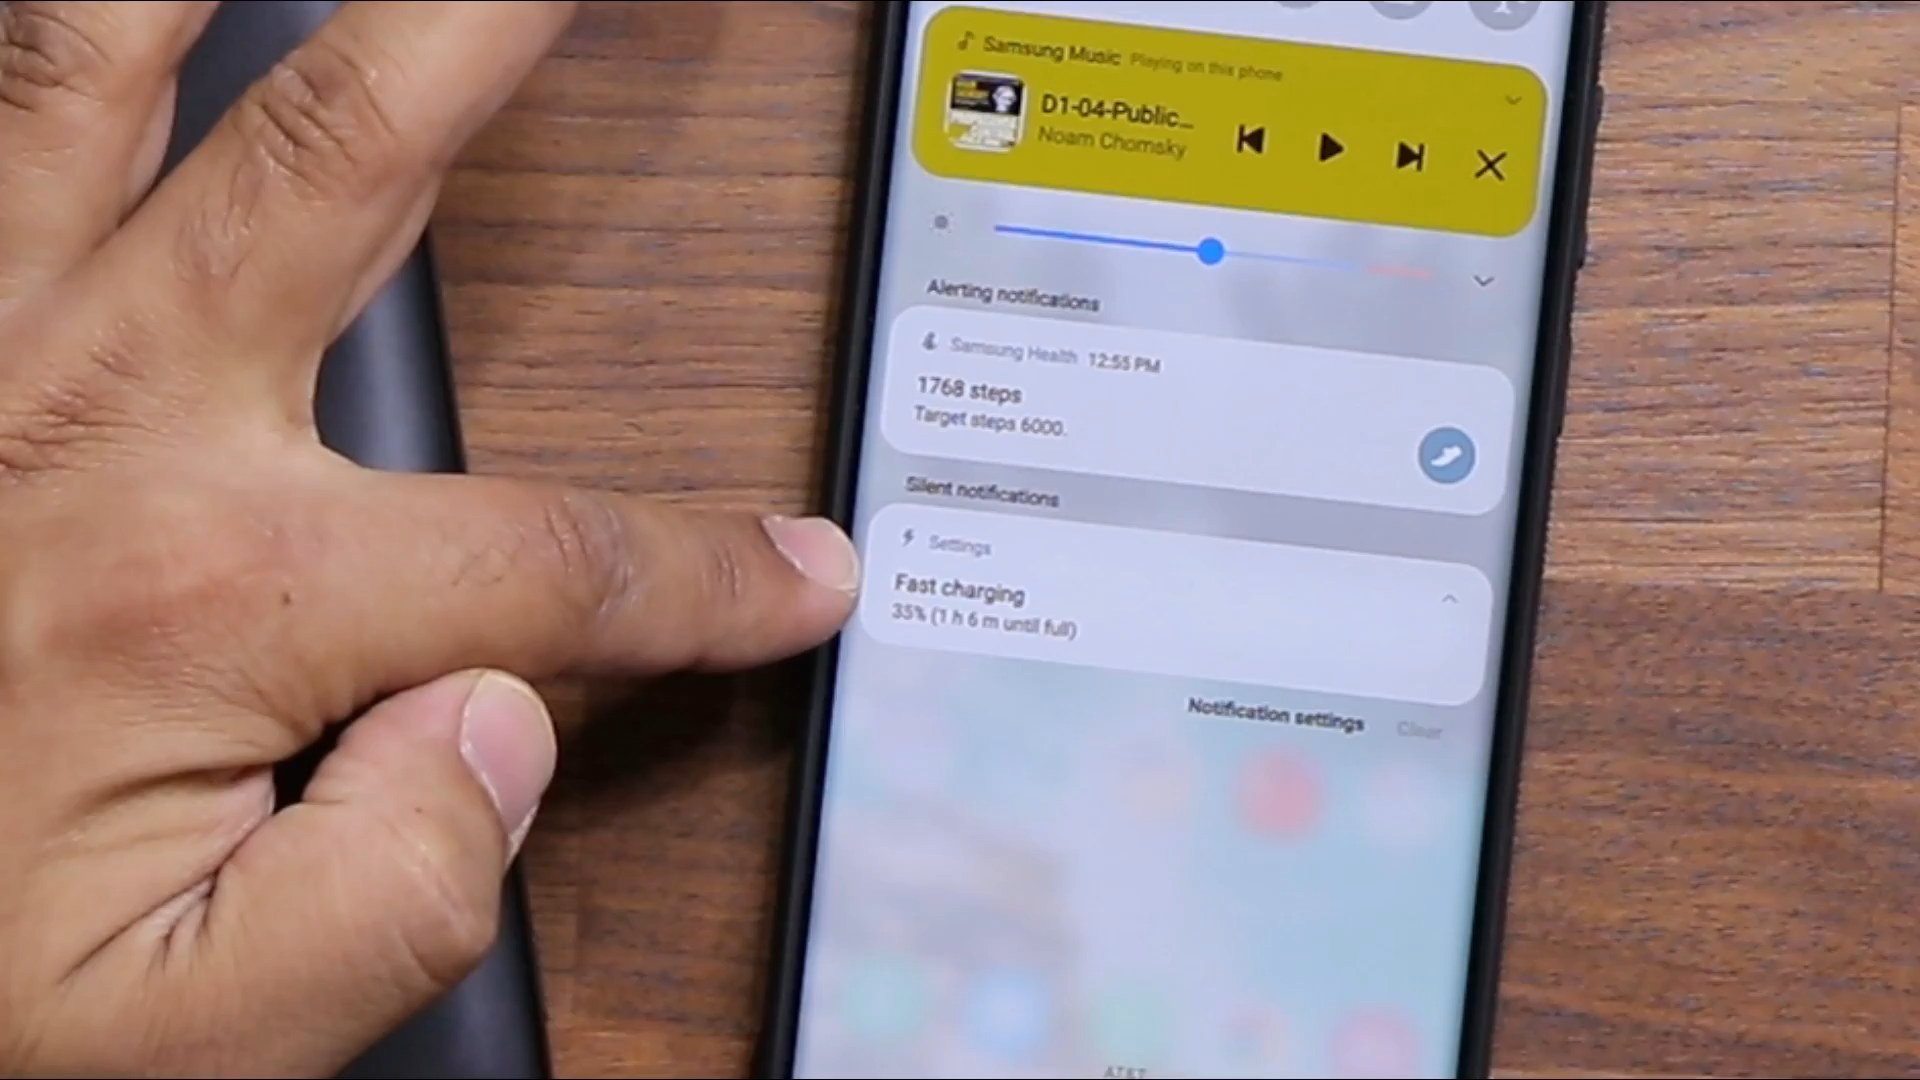 Samsung Music Playing on this phone
D1-04-Public...
Noam Chomsky
Alerting notifications
Samsung Health 12:55 PM
1768 steps
Target steps 6000.
Silent notifications
Settings
Fast charging
35% (1 h 6 m until full)
Notification settings Clear
AT&T